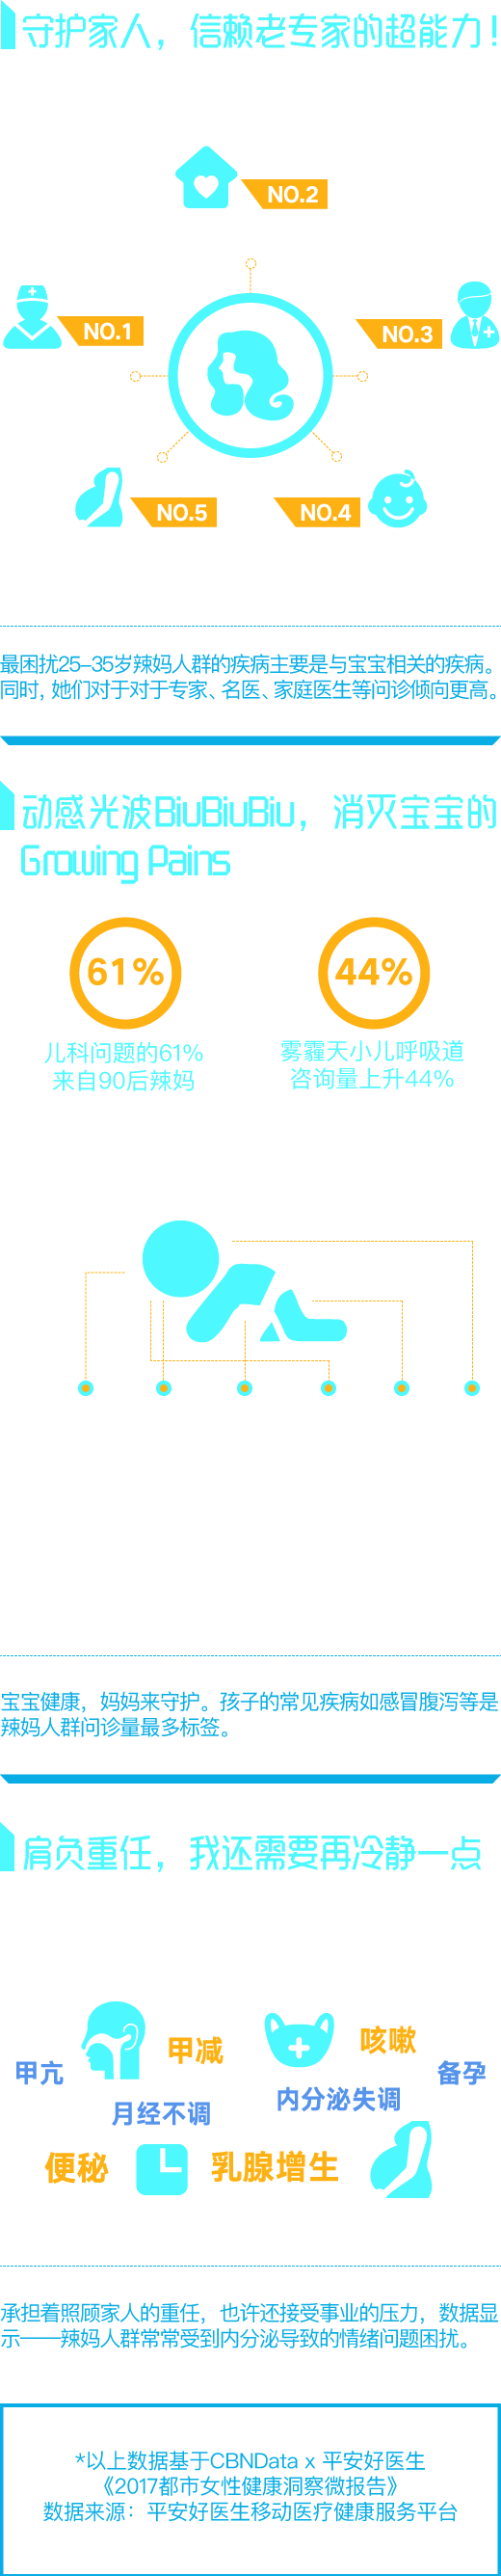 守护家人，信赖老专家的超能力！
NO.2
NO.1
NO.3
NO.5
NO.4
最困扰25-35岁辣妈人群的疾病主要是与宝宝相关的疾病。
同时，她们对于对于专家、名医、家庭医生等问诊倾向更高。
动感光波BiuBiuBiu，消灭宝宝的
Growing Pains
61%
44%
儿科问题的61%
来自90后辣妈
雾霾天小儿呼吸道
咨询量上升44%
宝宝健康，妈妈来守护。孩子的常见疾病如感冒腹泻等是
辣妈人群问诊量最多标签。
肩负重任，我还需要再冷静一点
甲亢
甲减
咳嗽
备孕
月经不调
内分泌失调
便秘
乳腺增生
承担着照顾家人的重任，也许还接受事业的压力，数据显
示——辣妈人群常常受到内分泌导致的情绪问题困扰。
*以上数据基于CBNData x 平安好医生
《2017都市女性健康洞察微报告》
数据来源：平安好医生移动医疗健康服务平台